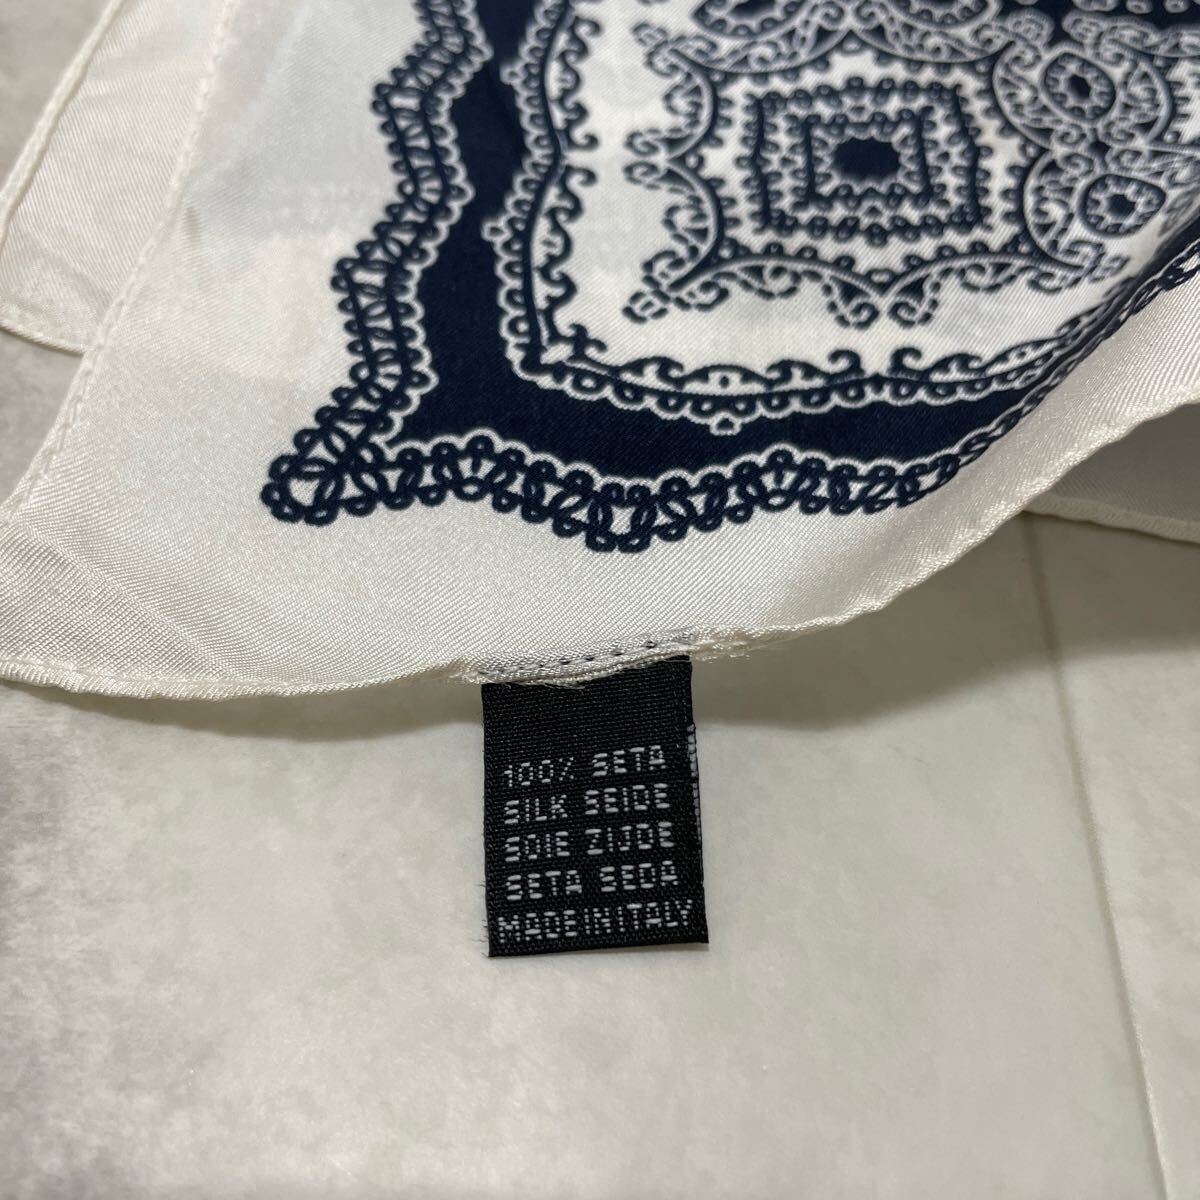 100% SETA
SILK SEIDE
SOIE ZIJDE
SETA SEDA
MADE IN ITALY